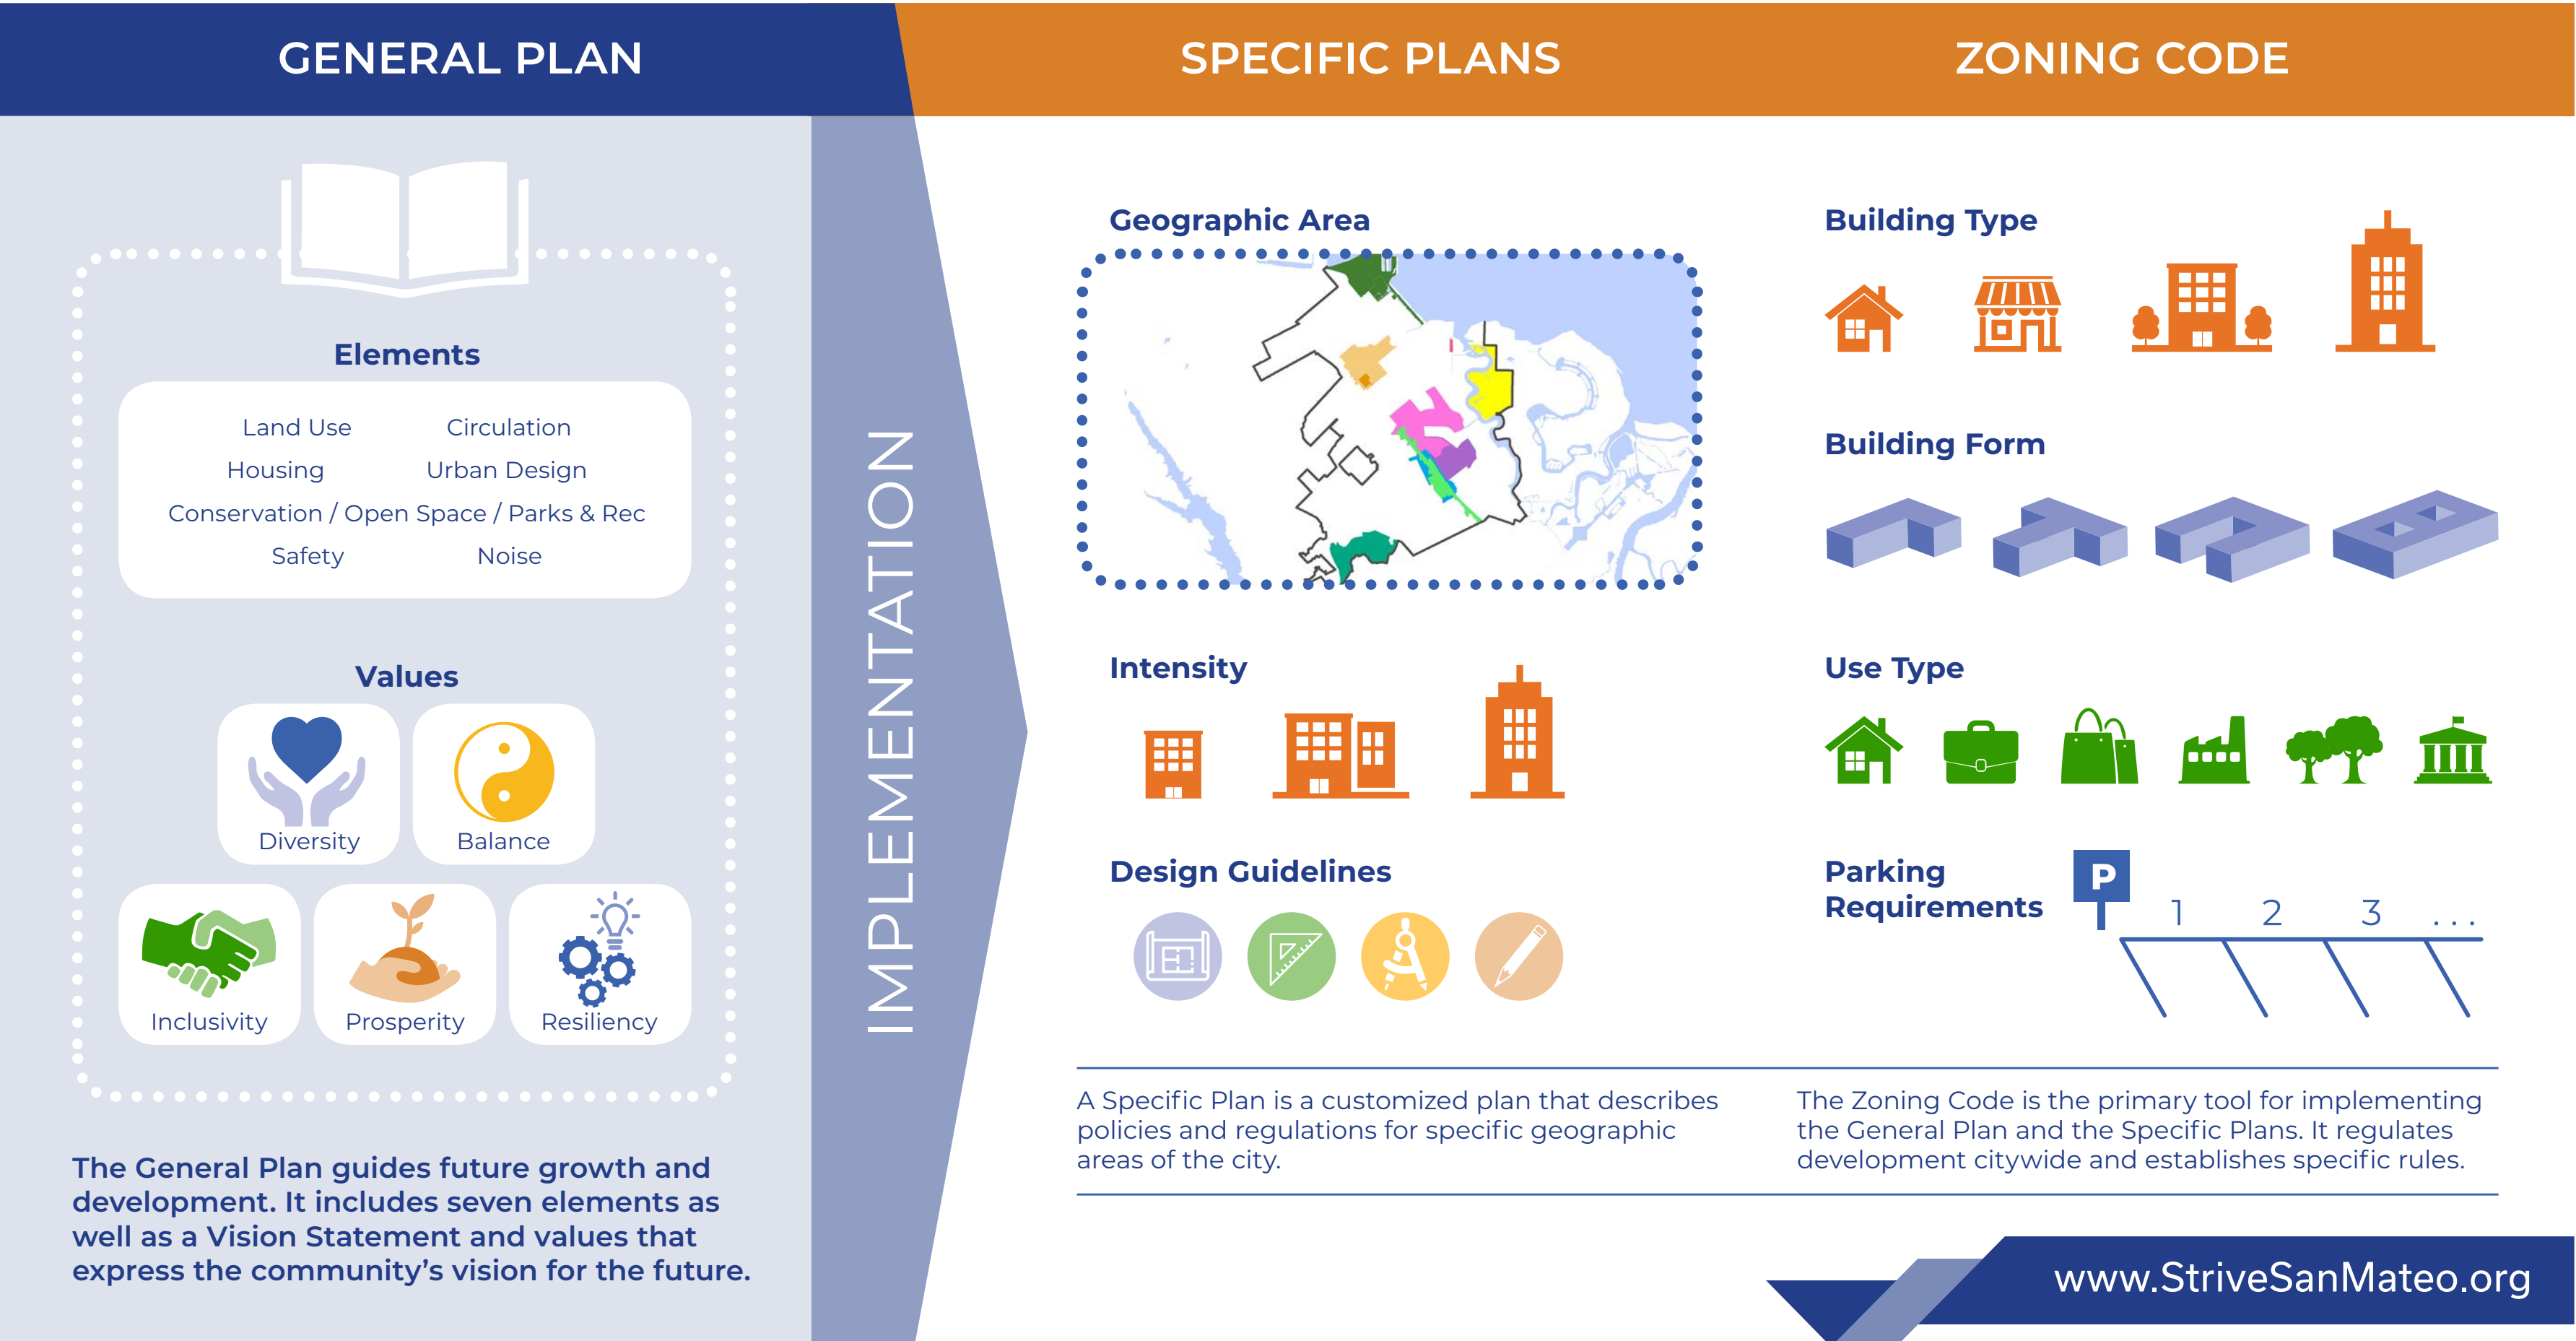 GENERAL PLAN
SPECIFIC PLANS
ZONING CODE
Elements
Land Use Circulation
Housing Urban Design
Conservation / Open Space / Parks & Rec
Safety Noise
Values
Diversity
Balance
Inclusivity
Prosperity
Resiliency
The General Plan guides future growth and
development. It includes seven elements as
well as a Vision Statement and values that
express the community’s vision for the future.
IMPLEMENTATION
Geographic Area
Intensity
Design Guidelines
A Specific Plan is a customized plan that describes
policies and regulations for specific geographic
areas of the city.
Building Type
Building Form
Use Type
Parking
Requirements
P
1 2 3 ...
The Zoning Code is the primary tool for implementing
the General Plan and the Specific Plans. It regulates
development citywide and establishes specific rules.
www.StriveSanMateo.org